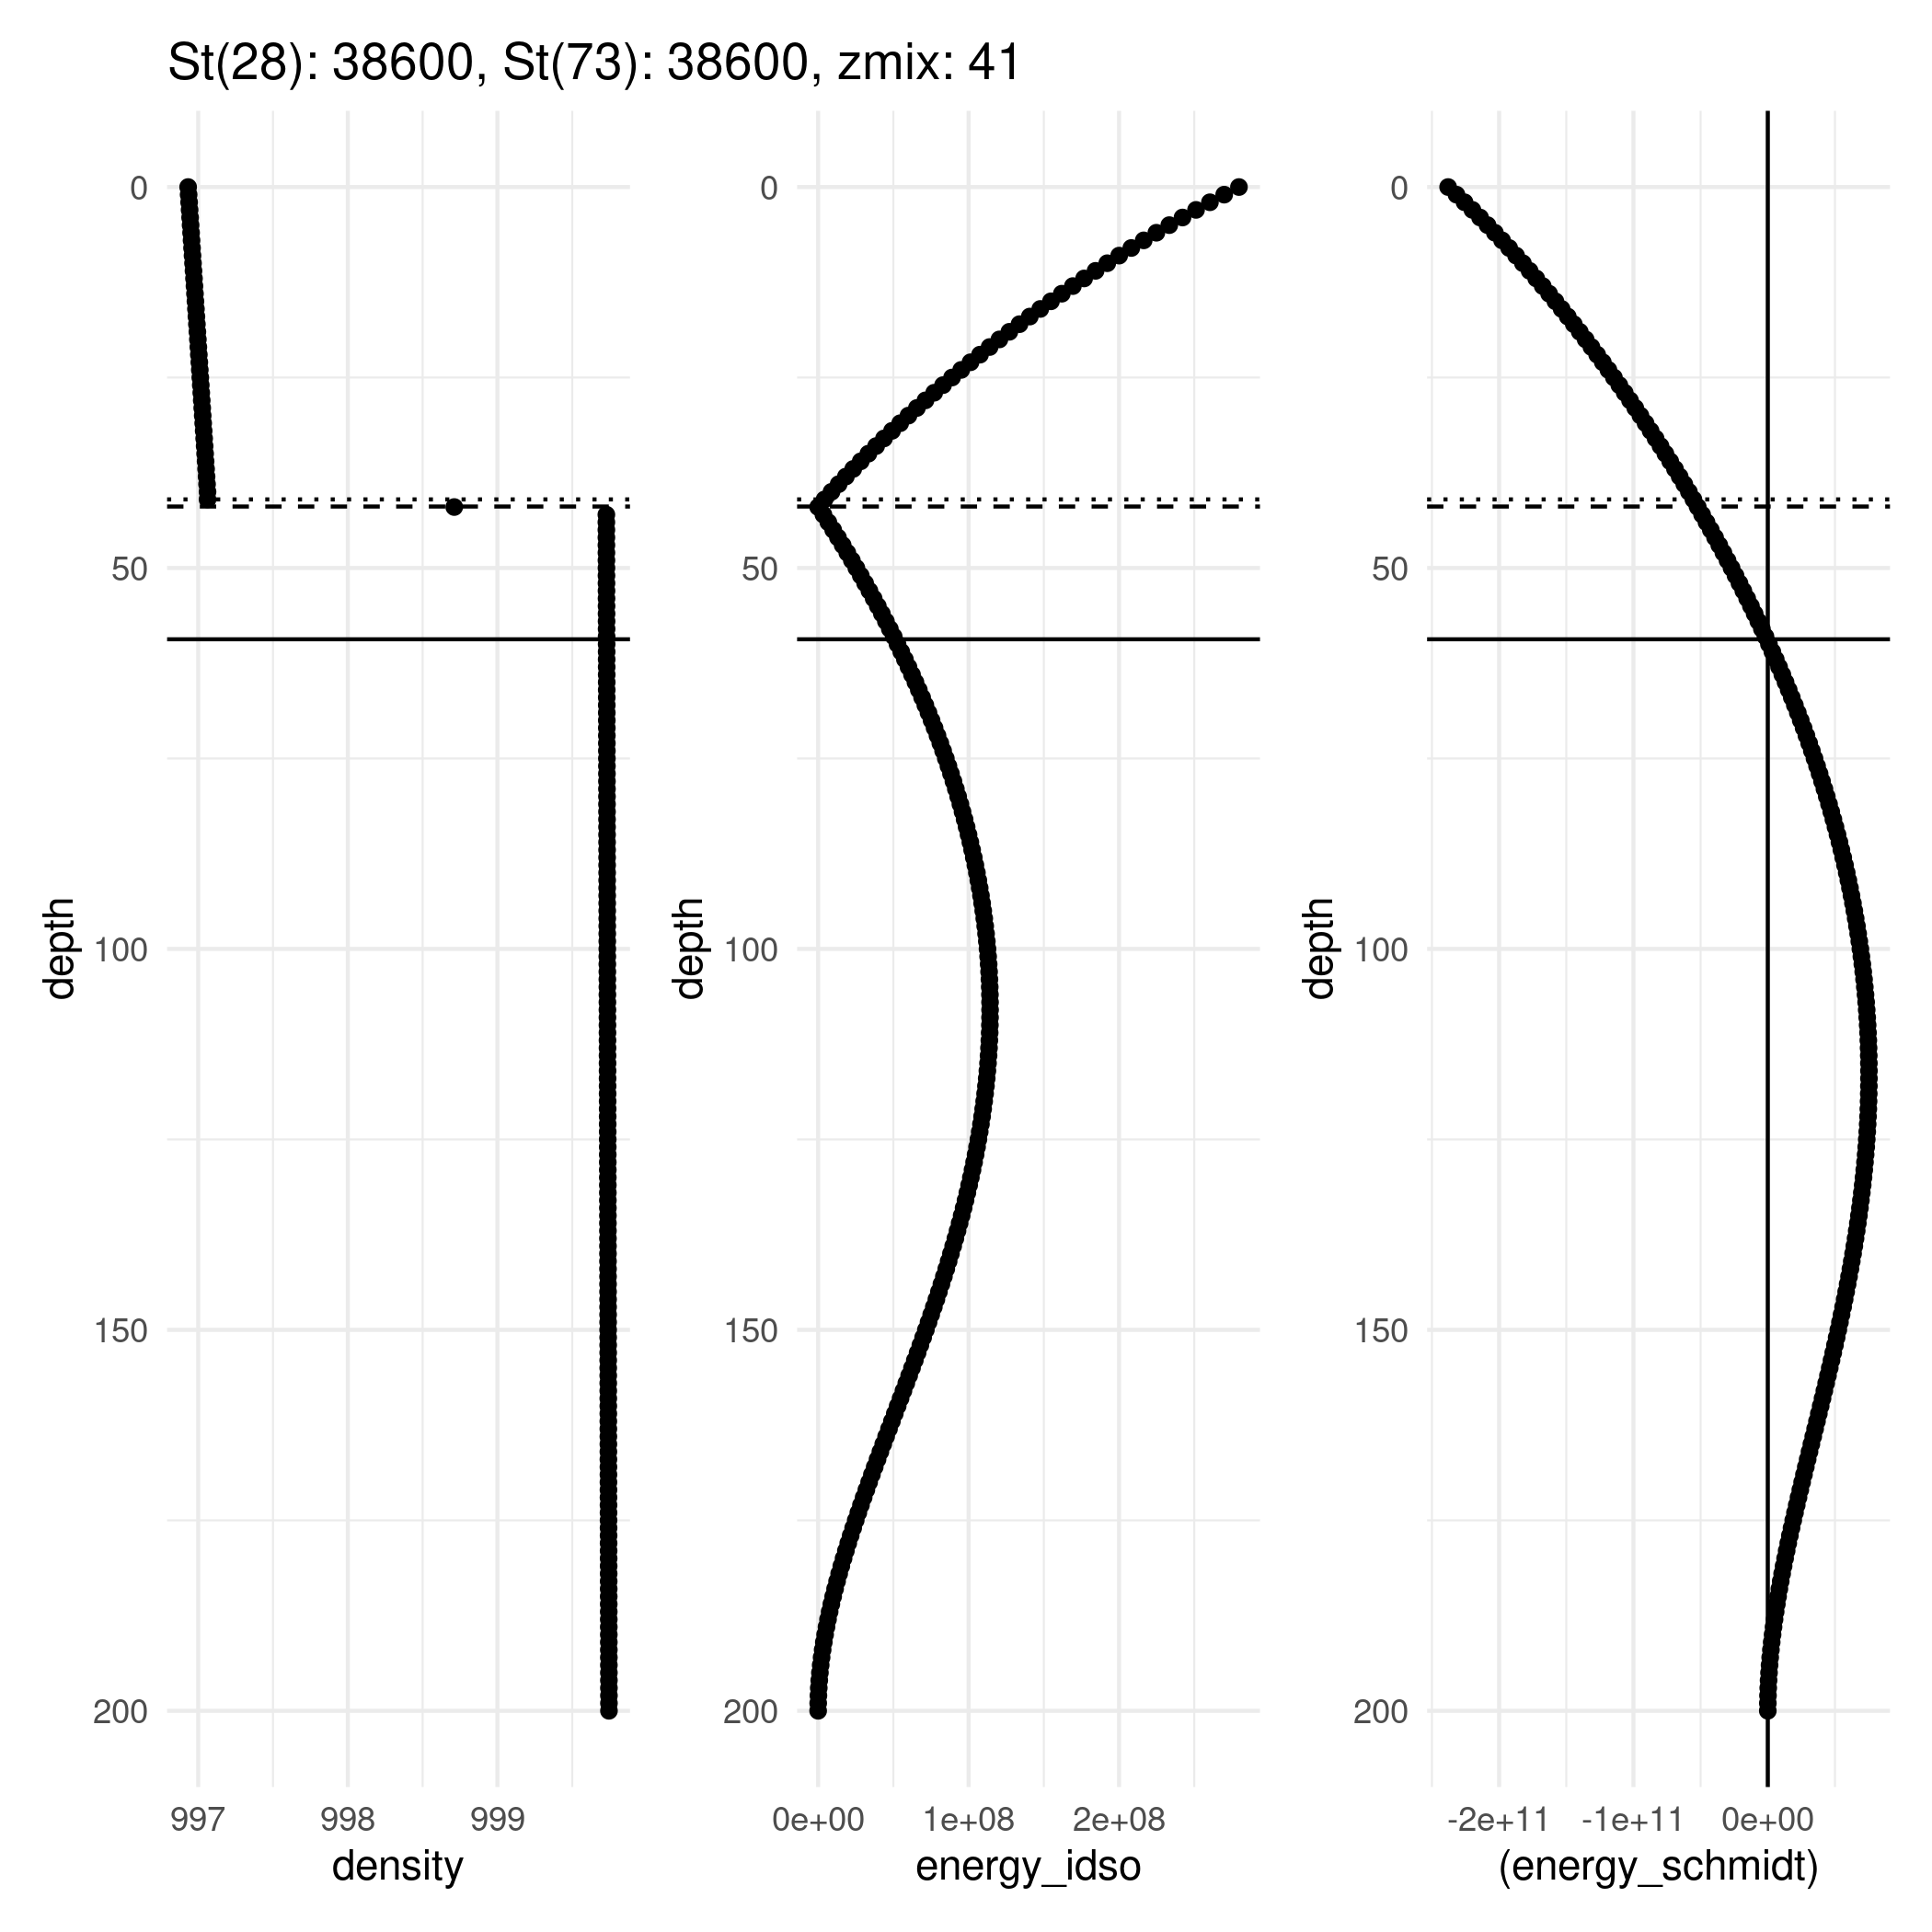 St(28): 38600, St(73): 38600, zmix: 41
0
50
100
150
200
depth
997 998 999
density
0
50
100
150
200
depth
0e+00 1e+08 2e+08
energy_idso
0
50
100
150
200
depth
-2e+11 -1e+11 0e+00
(energy_schmidt)